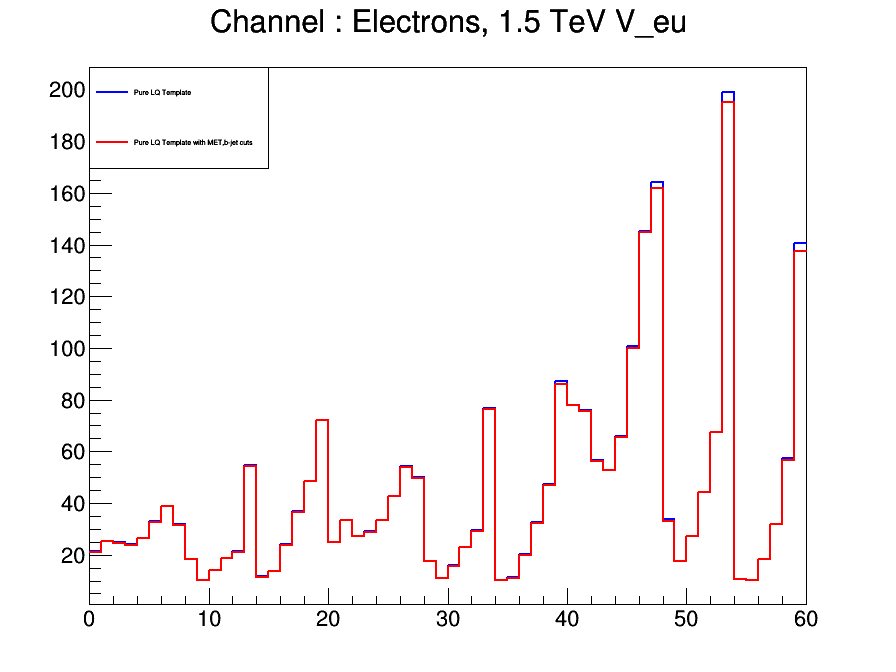 Channel : Electrons, 1.5 TeV V_eu
200
180
160
140
120
100
80
60
40
20
Pure LQ Template
Pure LQ Template with MET,b-jet cuts
0 10 20 30 40 50 60